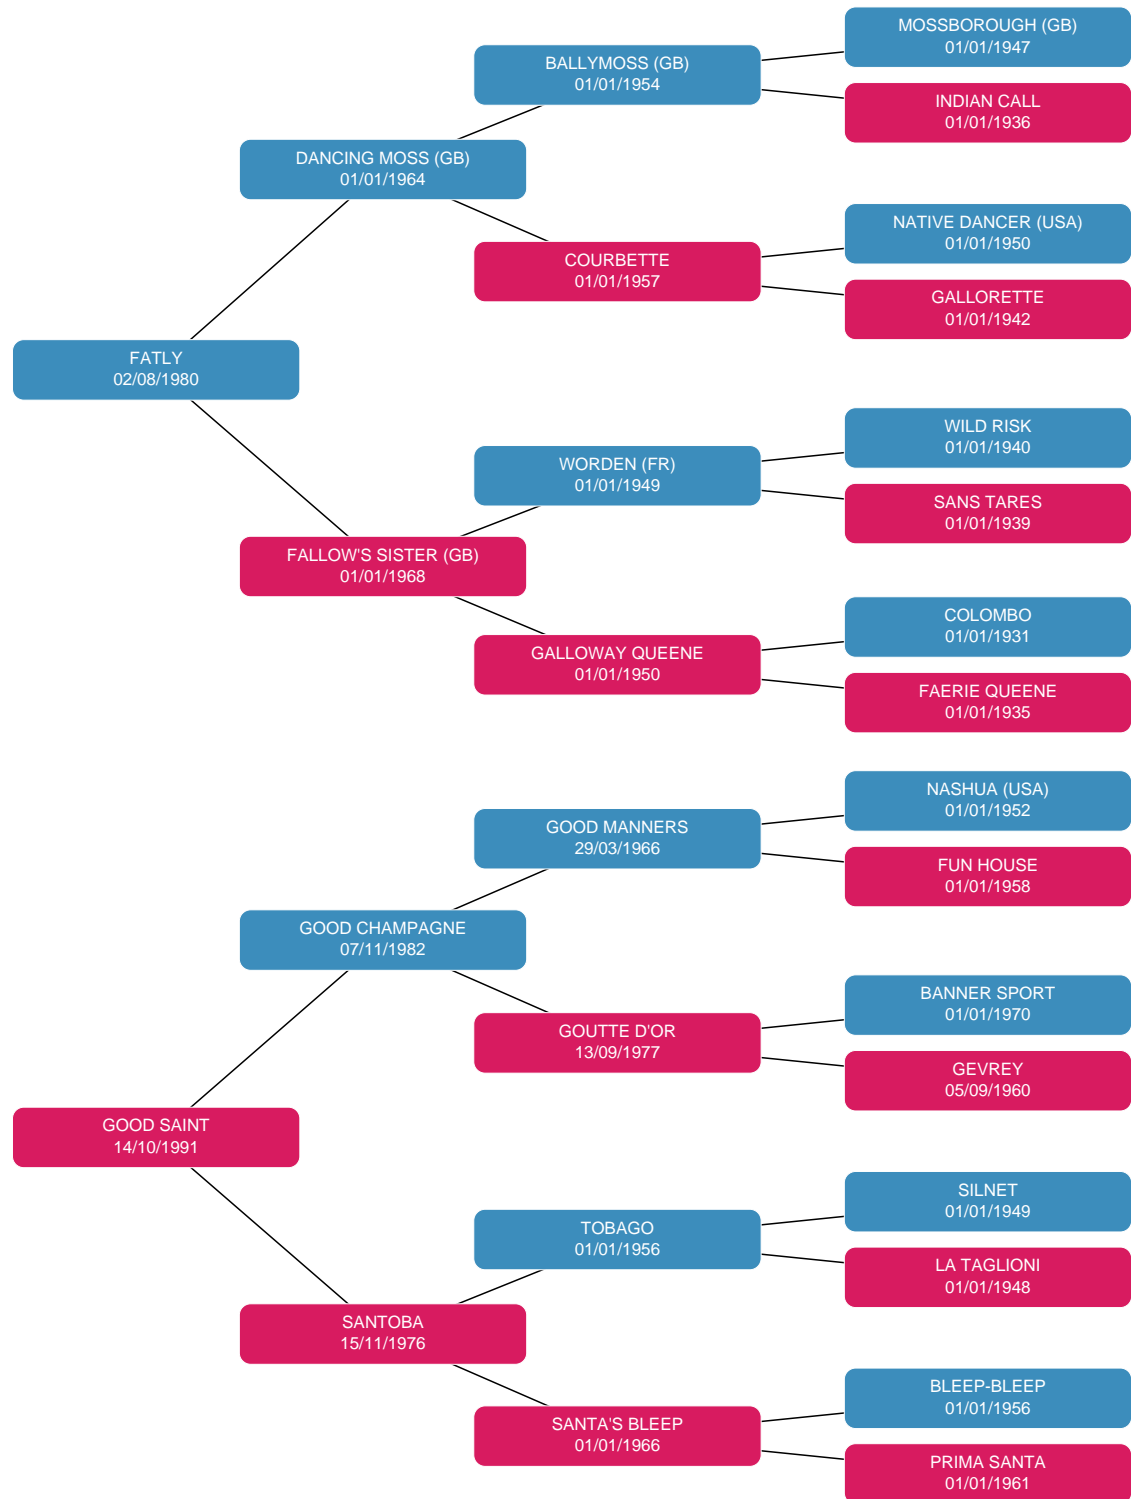 MOSSBOROUGH (GB)
01/01/1947
BALLYMOSS (GB)
01/01/1954
INDIAN CALL
01/01/1936
DANCING MOSS (GB)
01/01/1964
NATIVE DANCER (USA)
01/01/1950
COURBETTE
01/01/1957
GALLORETTE
01/01/1942
FATLY
02/08/1980
WILD RISK
01/01/1940
WORDEN (FR)
01/01/1949
SANS TARES
01/01/1939
FALLOW'S SISTER (GB)
01/01/1968
COLOMBO
01/01/1931
GALLOWAY QUEENE
01/01/1950
FAERIE QUEENE
01/01/1935
NASHUA (USA)
01/01/1952
GOOD MANNERS
29/03/1966
FUN HOUSE
01/01/1958
GOOD CHAMPAGNE
07/11/1982
BANNER SPORT
01/01/1970
GOUTTE D'OR
13/09/1977
GEVREY
05/09/1960
GOOD SAINT
14/10/1991
SILNET
01/01/1949
TOBAGO
01/01/1956
LA TAGLIONI
01/01/1948
SANTOBA
15/11/1976
BLEEP-BLEEP
01/01/1956
SANTA'S BLEEP
01/01/1966
PRIMA SANTA
01/01/1961